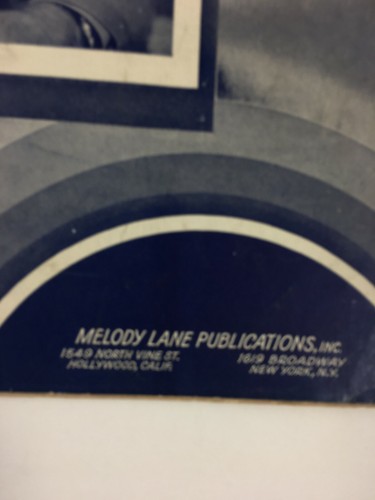 MELODY LANE PUBLICATIONS, INC.
1549 NORTH VINE ST. 1619 BROADWAY
HOLLYWOOD, CALIF. NEW YORK, N.Y.